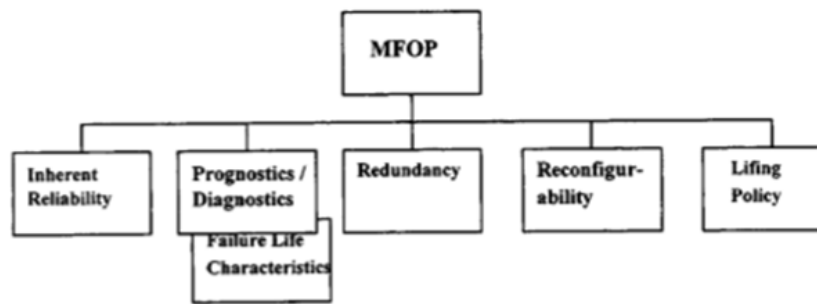 MFOP
Inherent
Reliability
Prognostics /
Diagnostics
Failure Life
Characteristics
Redundancy
Reconfigur-
ability
Lifing
Policy